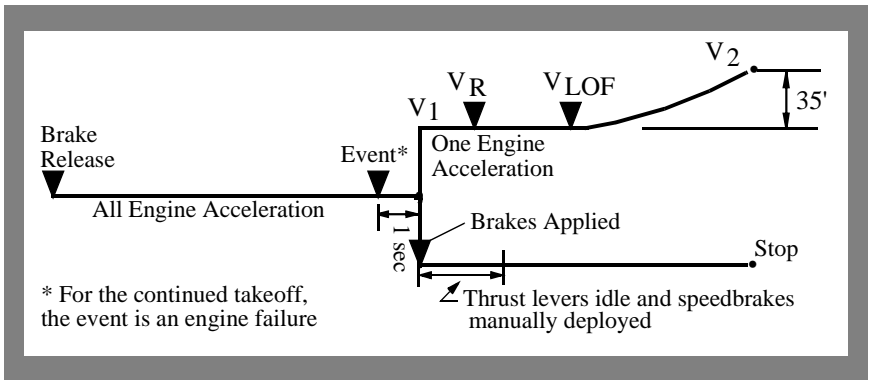 V2
VR
VLOF
35'
V1
Brake
Release
Event*
One Engine
Acceleration
All Engine Acceleration
1 sec
Brakes Applied
Stop
* For the continued takeoff,
the event is an engine failure
Thrust levers idle and speedbrakes
manually deployed